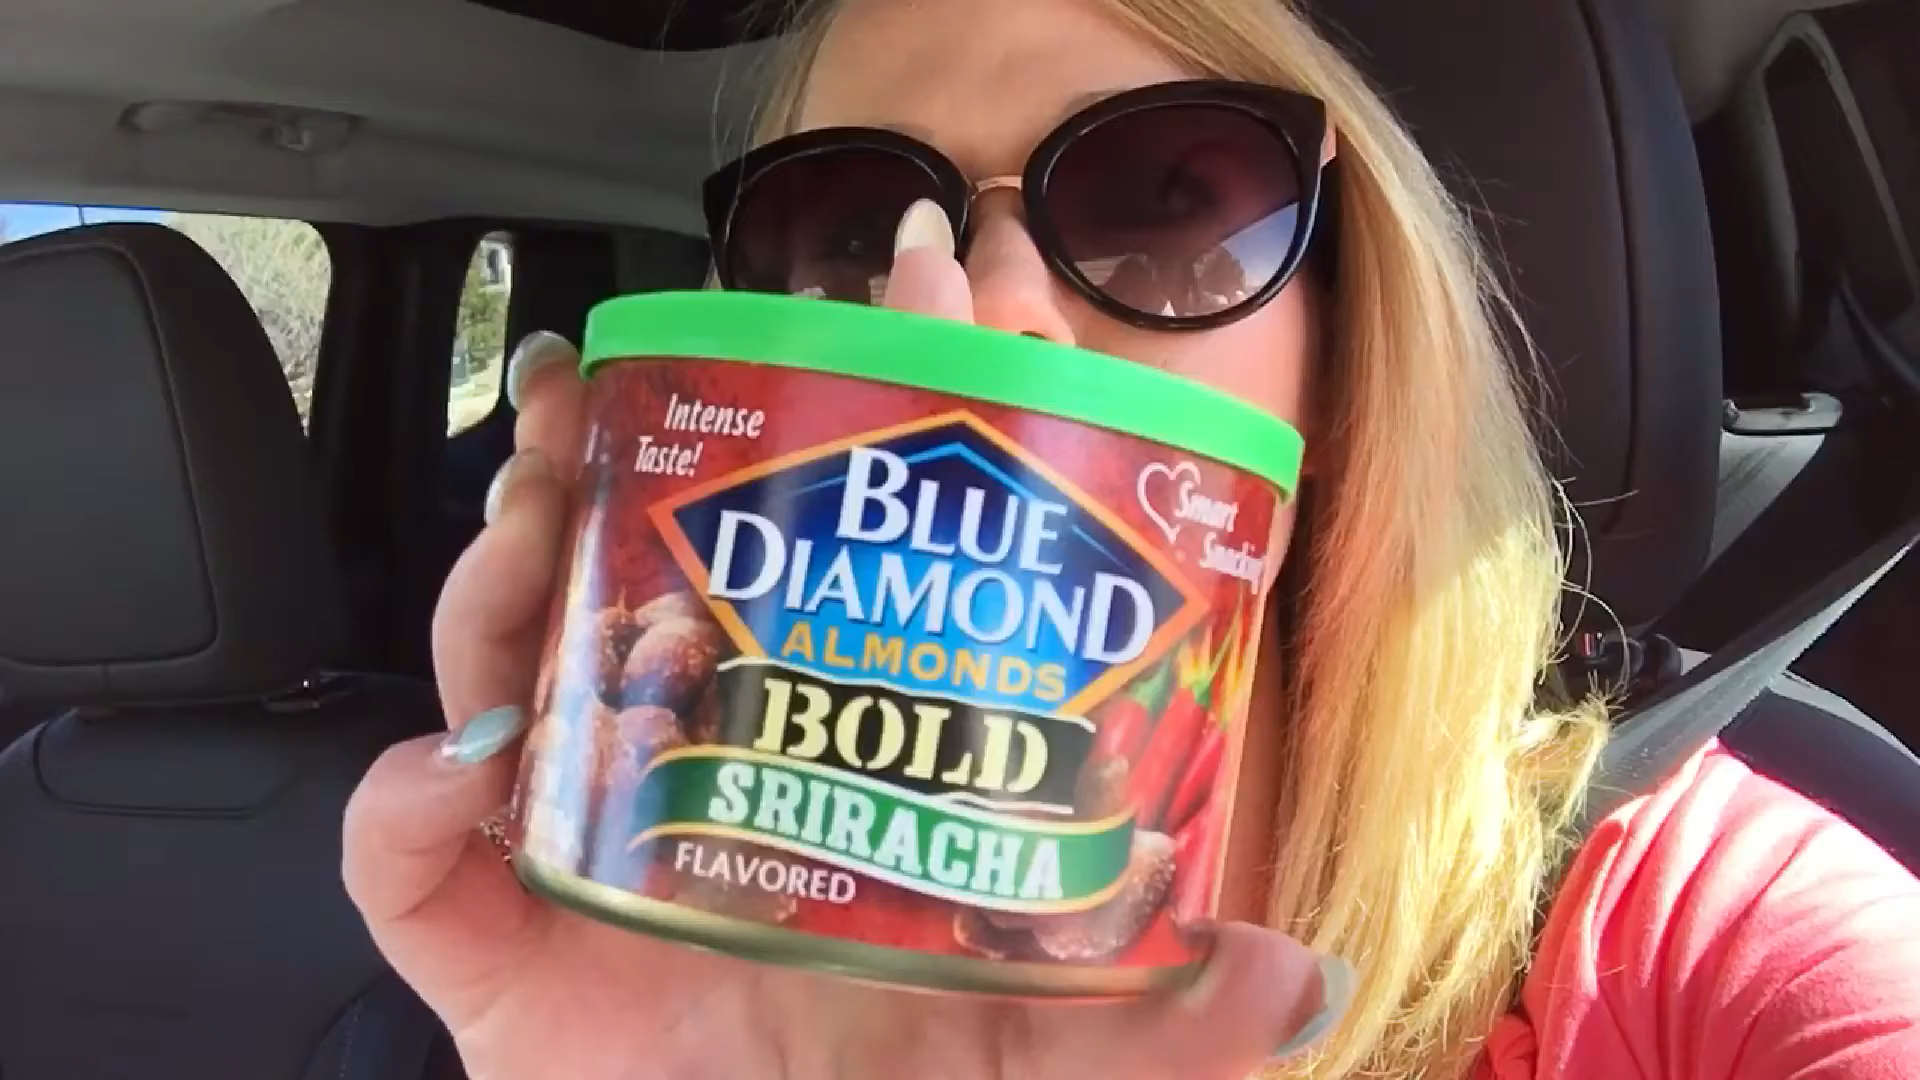 Intense
Taste!
BLUE
DIAMOND
ALMONDS
BOLD
SRIRACHA
FLAVORED
Smart
Snacking